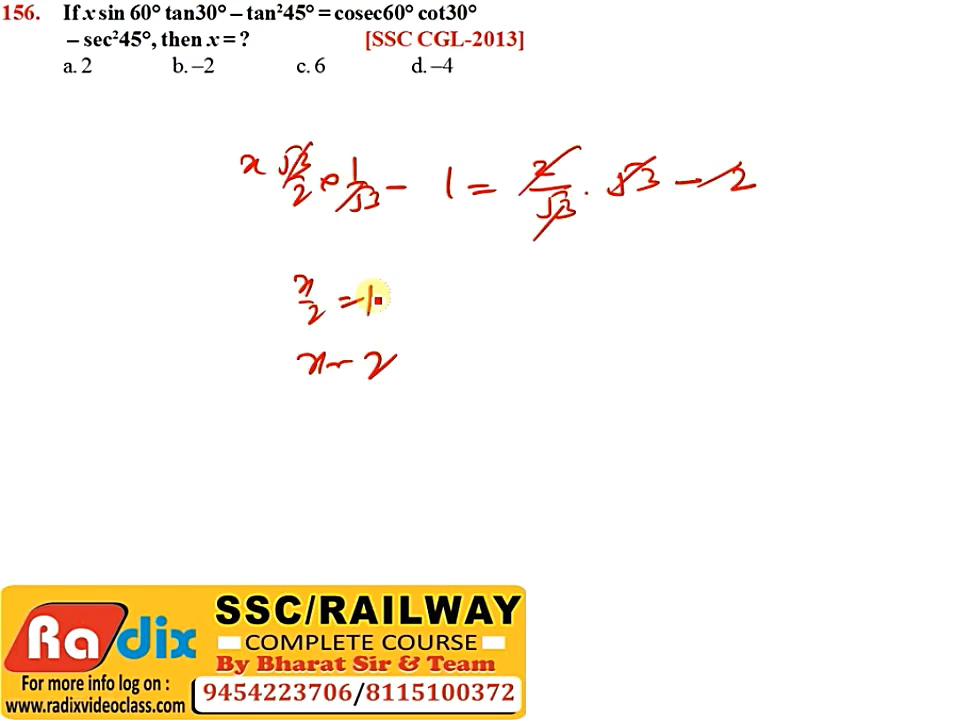 156. If x sin 60° tan30° – tan²45° = cosec60° cot30°
– sec²45°, then x = ? [SSC CGL-2013]
a. 2 b. –2 c. 6 d. –4
x √3/2 · 1/√3 – 1 = 2/√3 · √3 – 2
x/2 = 1
x – 2
Radix
SSC/RAILWAY
COMPLETE COURSE
By Bharat Sir & Team
For more info log on :
www.radixvideoclass.com
9454223706/8115100372